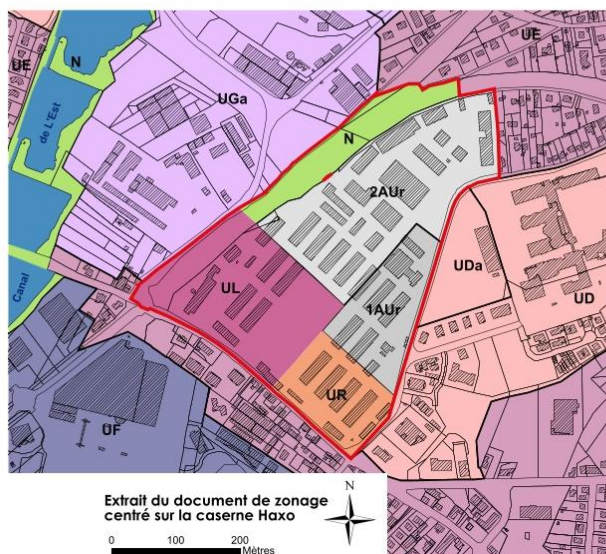 UE
UE
N
UGa
de L'Est
N
2AUr
UDa
UD
UL
1AUr
Canal
UR
UF
Extrait du document de zonage
centré sur la caserne Haxo
N
0 100 200
Mètres